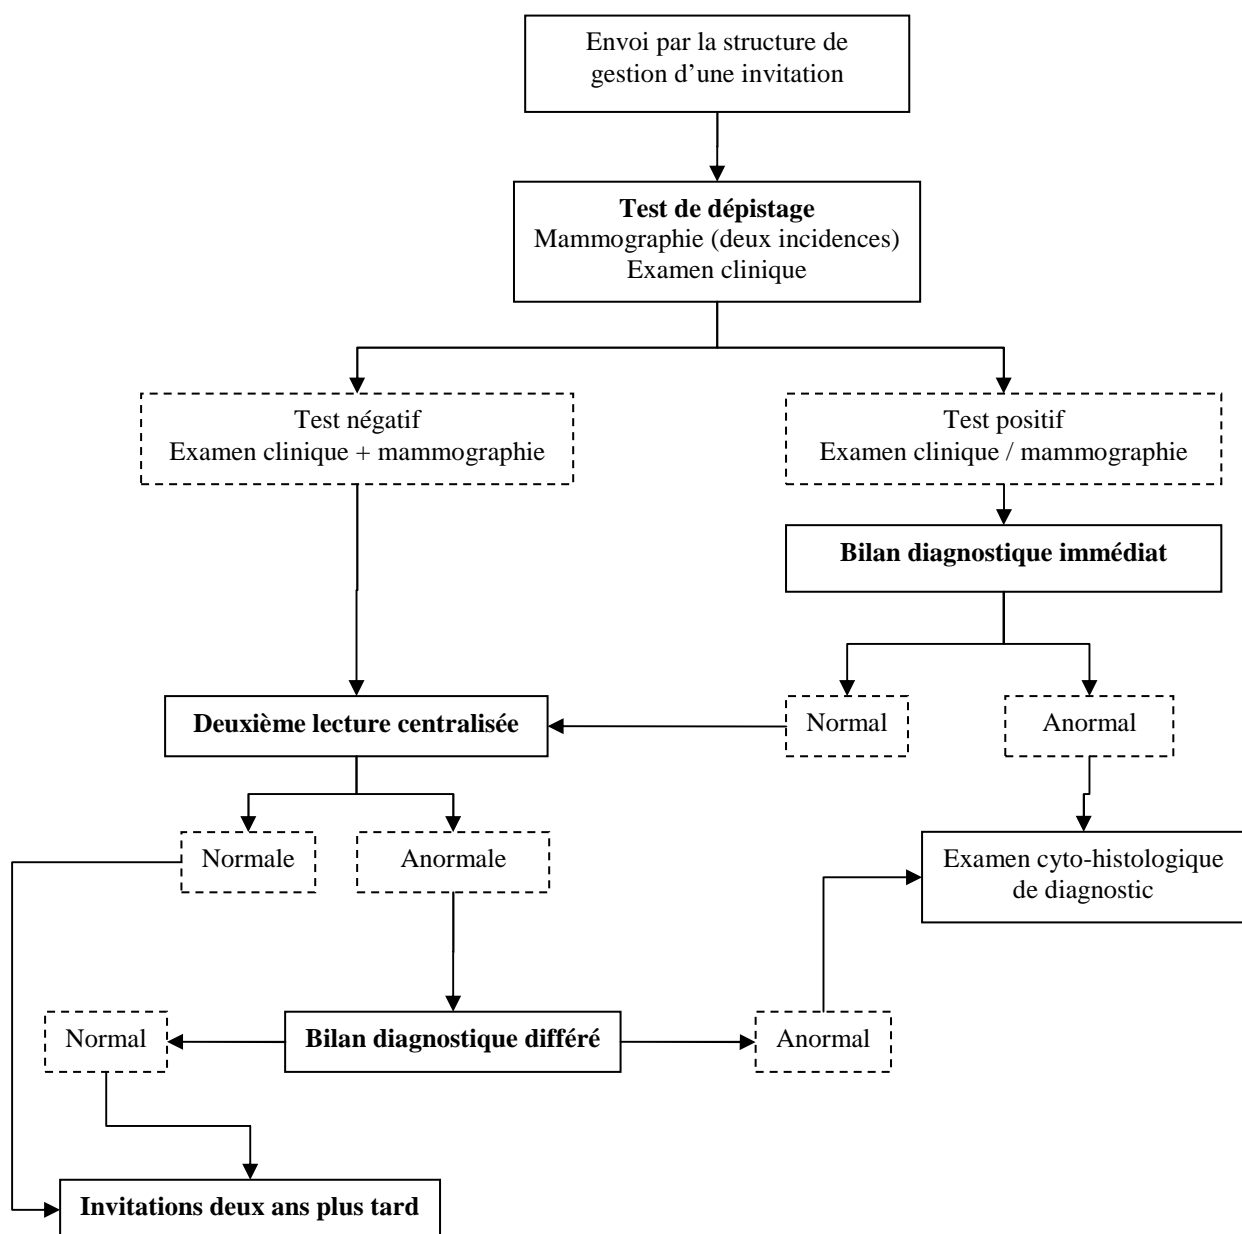 Envoi par la structure de
gestion d’une invitation
Test de dépistage
Mammographie (deux incidences)
Examen clinique
Test négatif
Examen clinique + mammographie
Test positif
Examen clinique / mammographie
Bilan diagnostique immédiat
Deuxième lecture centralisée
Normal
Anormal
Normale
Anormale
Examen cyto-histologique
de diagnostic
Normal
Bilan diagnostique différé
Anormal
Invitations deux ans plus tard